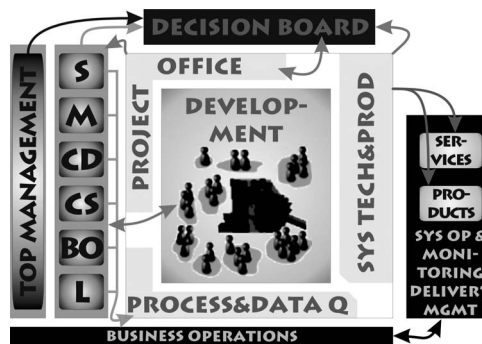 DECISION BOARD
TOP MANAGEMENT
S
M
CD
CS
BO
L
PROJECT
OFFICE
DEVELOP-
MENT
SYS TECH&PROD
PROCESS&DATA Q
SER-
VICES
PRO-
DUCTS
SYS OP &
MONI-
TORING
DELIVERY
MGMT
BUSINESS OPERATIONS